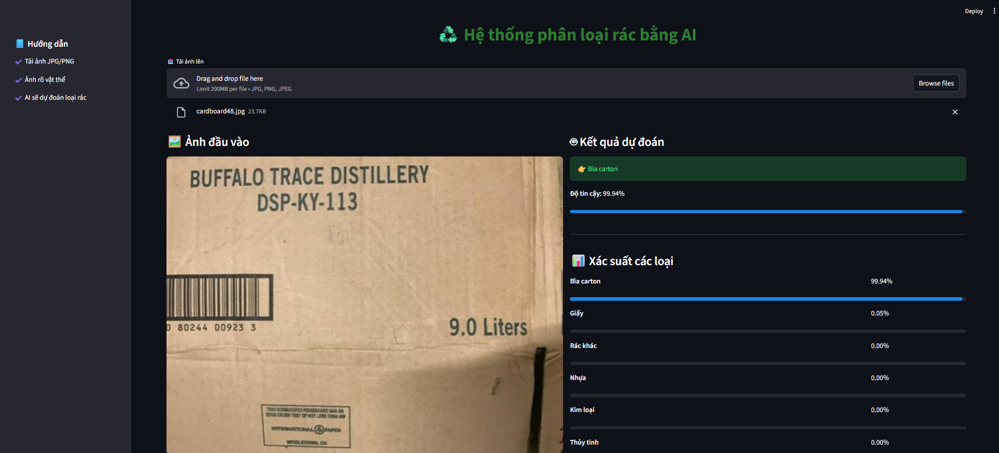 Deploy
Hướng dẫn
Tải ảnh JPG/PNG
Ảnh rõ vật thể
AI sẽ dự đoán loại rác
Hệ thống phân loại rác bằng AI
Tải ảnh lên
Drag and drop file here
Limit 200MB per file • JPG, PNG, JPEG
Browse files
cardboard48.jpg 23.7KB
Ảnh đầu vào
BUFFALO TRACE DISTILLERY
DSP-KY-113
0 80244 00923 3
9.0 Liters
THIS CORRUGATED FIBREBOARD HAS AN
EDGE CRUSH TEST OF NOT LESS THAN
INTERNATIONAL PAPER
MIDDLETOWN, OH
Kết quả dự đoán
Bìa carton
Độ tin cậy: 99.94%
Xác suất các loại
Bìa carton 99.94%
Giấy 0.05%
Rác khác 0.00%
Nhựa 0.00%
Kim loại 0.00%
Thủy tinh 0.00%